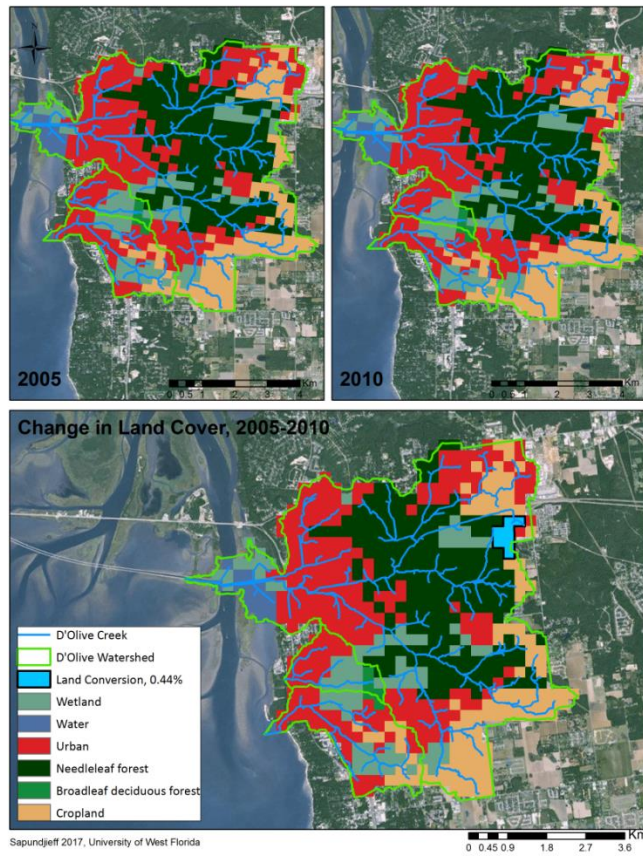 2005
0 0.5 1 2 3 4 Km
2010
0 0.5 1 2 3 4 Km
Change in Land Cover, 2005-2010
D'Olive Creek
D'Olive Watershed
Land Conversion, 0.44%
Wetland
Water
Urban
Needleleaf forest
Broadleaf deciduous forest
Cropland
Sapundjieff 2017, University of West Florida
Km
0 0.45 0.9 1.8 2.7 3.6